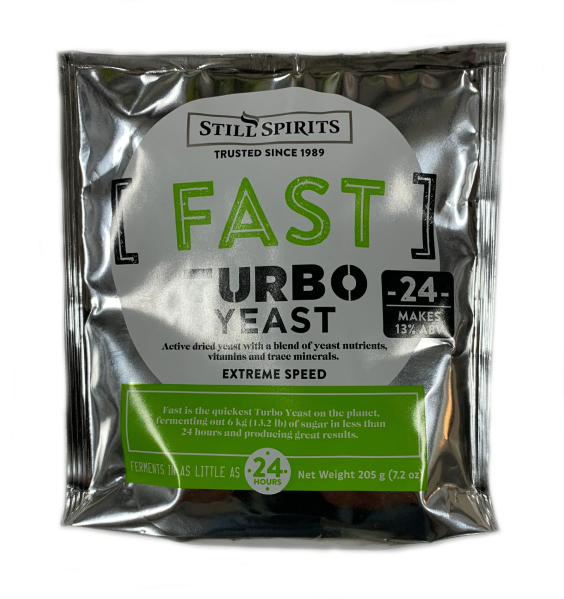 STILL SPIRITS
TRUSTED SINCE 1989
[ FAST ]
TURBO
YEAST
-24-
MAKES
13% ABV
Active dried yeast with a blend of yeast nutrients,
vitamins and trace minerals.
EXTREME SPEED
Fast is the quickest Turbo Yeast on the planet,
fermenting out 6 kg (13.2 lb) of sugar in less than
24 hours and producing great results.
FERMENTS IN AS LITTLE AS 24 HOURS
Net Weight 205 g (7.2 oz)